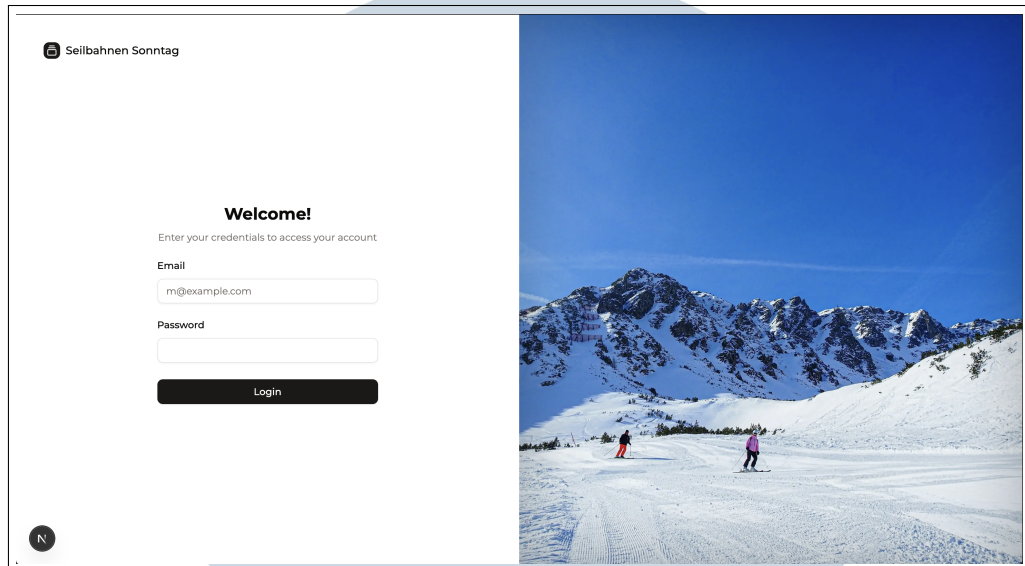 Seilbahnen Sonntag
Welcome!
Enter your credentials to access your account
Email
m@example.com
Password
Login
N